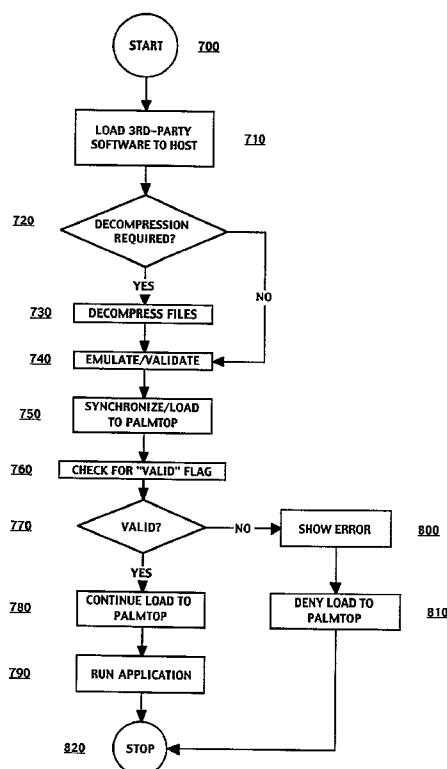 START
700
LOAD 3RD-PARTY
SOFTWARE TO HOST
710
720
DECOMPRESSION
REQUIRED?
YES
NO
730
DECOMPRESS FILES
740
EMULATE/VALIDATE
750
SYNCHRONIZE/LOAD
TO PALMTOP
760
CHECK FOR "VALID" FLAG
770
VALID?
NO
SHOW ERROR
800
YES
780
CONTINUE LOAD TO
PALMTOP
DENY LOAD TO
PALMTOP
810
790
RUN APPLICATION
820
STOP